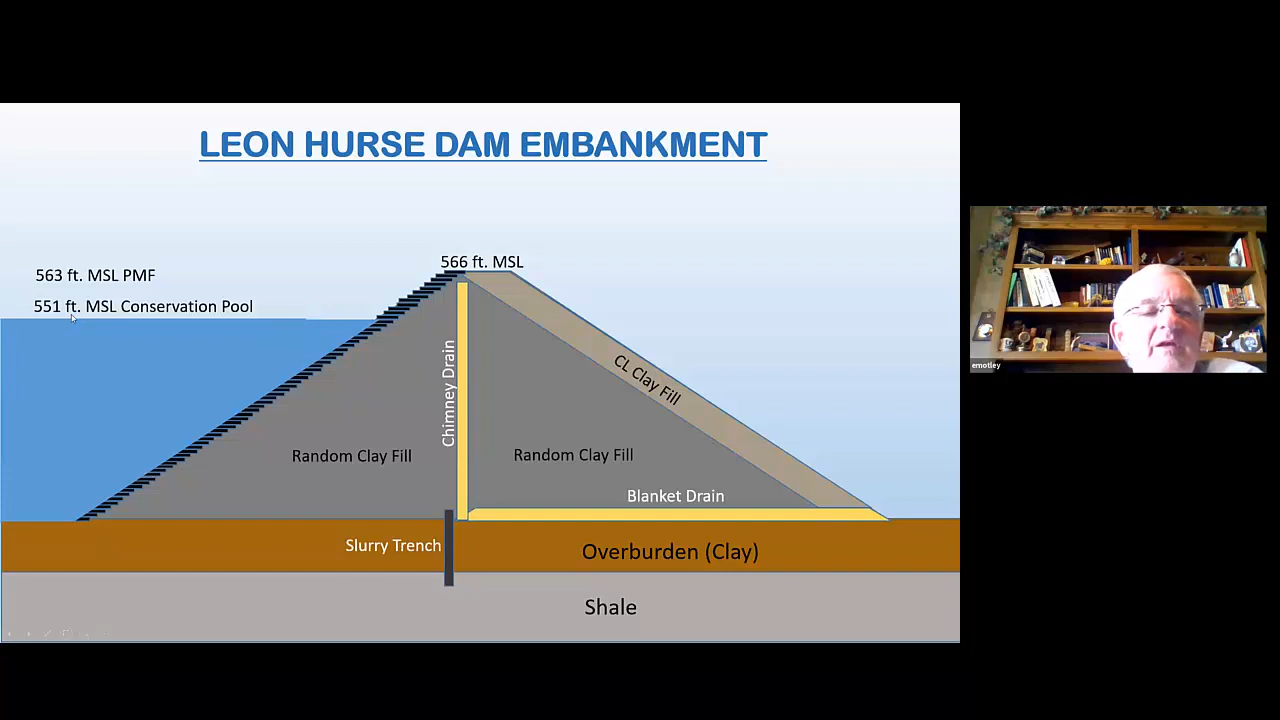 LEON HURSE DAM EMBANKMENT
566 ft. MSL
563 ft. MSL PMF
551 ft. MSL Conservation Pool
Chimney Drain
CL Clay Fill
Random Clay Fill
Random Clay Fill
Blanket Drain
Slurry Trench
Overburden (Clay)
Shale
emotley